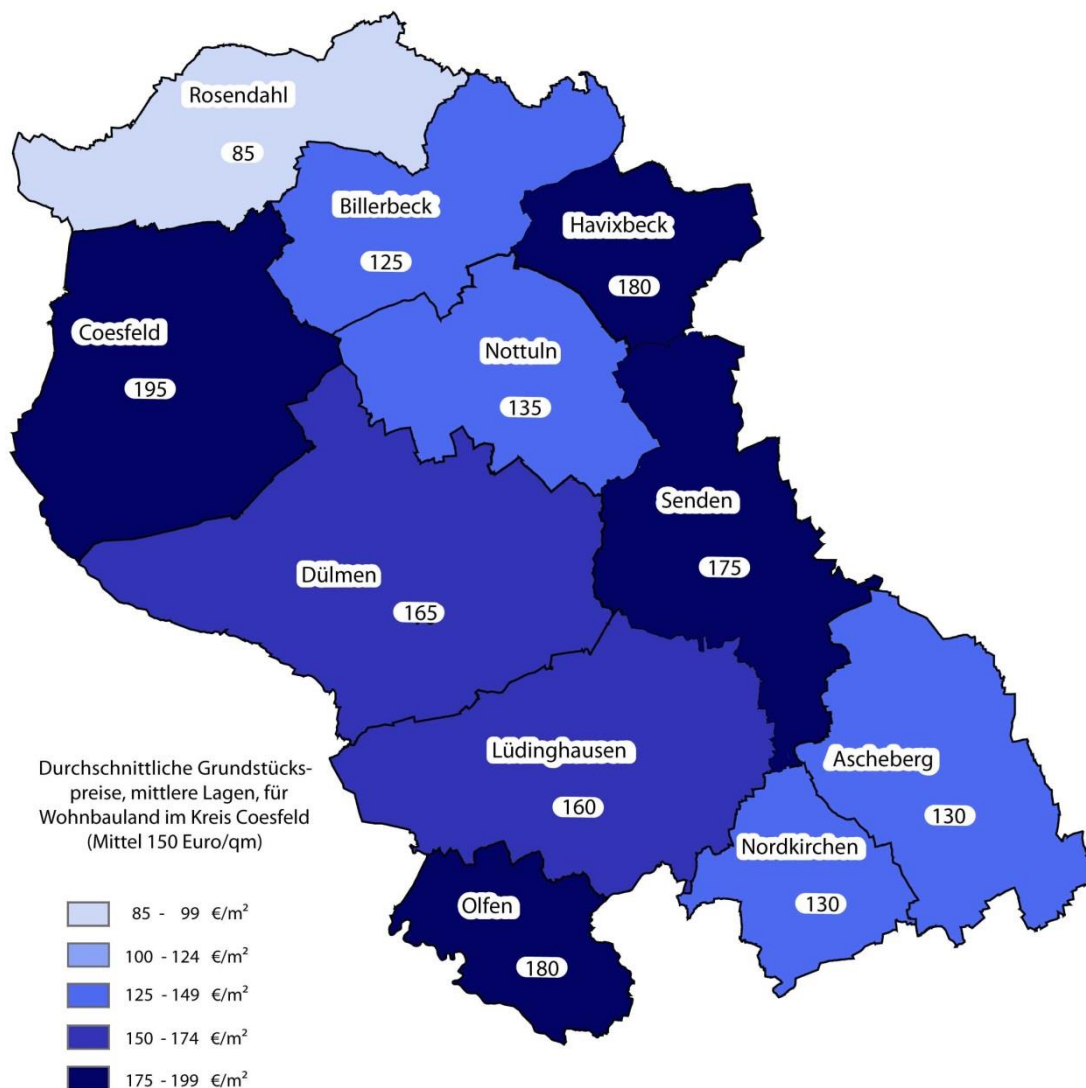 Rosendahl
85
Billerbeck
125
Havixbeck
180
Coesfeld
195
Nottuln
135
Senden
175
Dülmen
165
Lüdinghausen
160
Ascheberg
130
Nordkirchen
130
Olfen
180
Durchschnittliche Grundstücks-
preise, mittlere Lagen, für
Wohnbauland im Kreis Coesfeld
(Mittel 150 Euro/qm)
85 - 99 €/m²
100 - 124 €/m²
125 - 149 €/m²
150 - 174 €/m²
175 - 199 €/m²